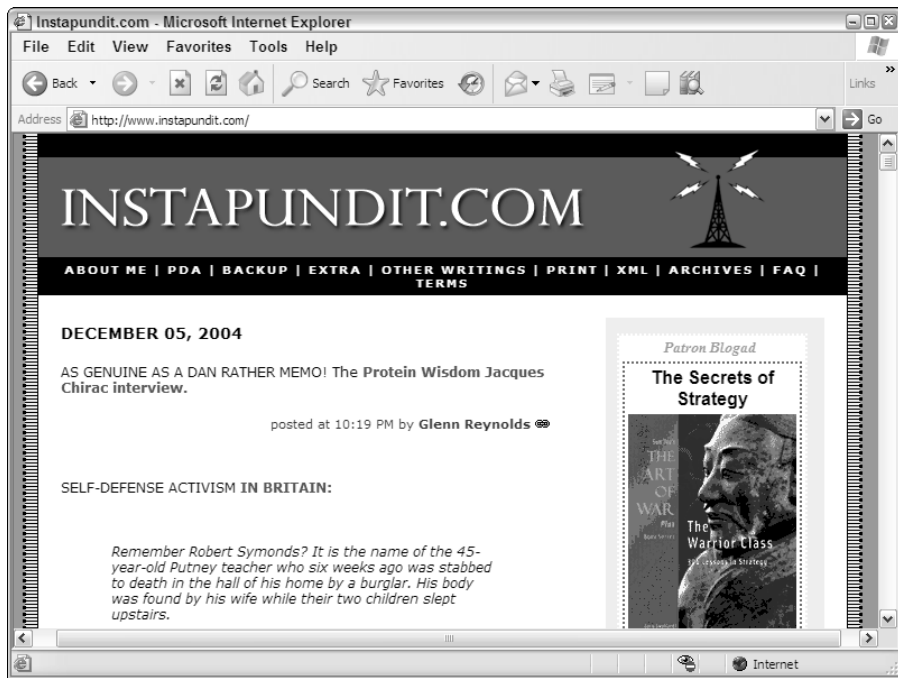 Instapundit.com - Microsoft Internet Explorer
File Edit View Favorites Tools Help
Back Search Favorites Links »
Address http://www.instapundit.com/ Go
INSTAPUNDIT.COM
ABOUT ME | PDA | BACKUP | EXTRA | OTHER WRITINGS | PRINT | XML | ARCHIVES | FAQ |
TERMS
DECEMBER 05, 2004
AS GENUINE AS A DAN RATHER MEMO! The Protein Wisdom Jacques
Chirac interview.
posted at 10:19 PM by Glenn Reynolds
SELF-DEFENSE ACTIVISM IN BRITAIN:
Remember Robert Symonds? It is the name of the 45-
year-old Putney teacher who six weeks ago was stabbed
to death in the hall of his home by a burglar. His body
was found by his wife while their two children slept
upstairs.
Patron Blogad
The Secrets of
Strategy
THE
ART
OF
WAR
Plus
The
Warrior Class
Internet